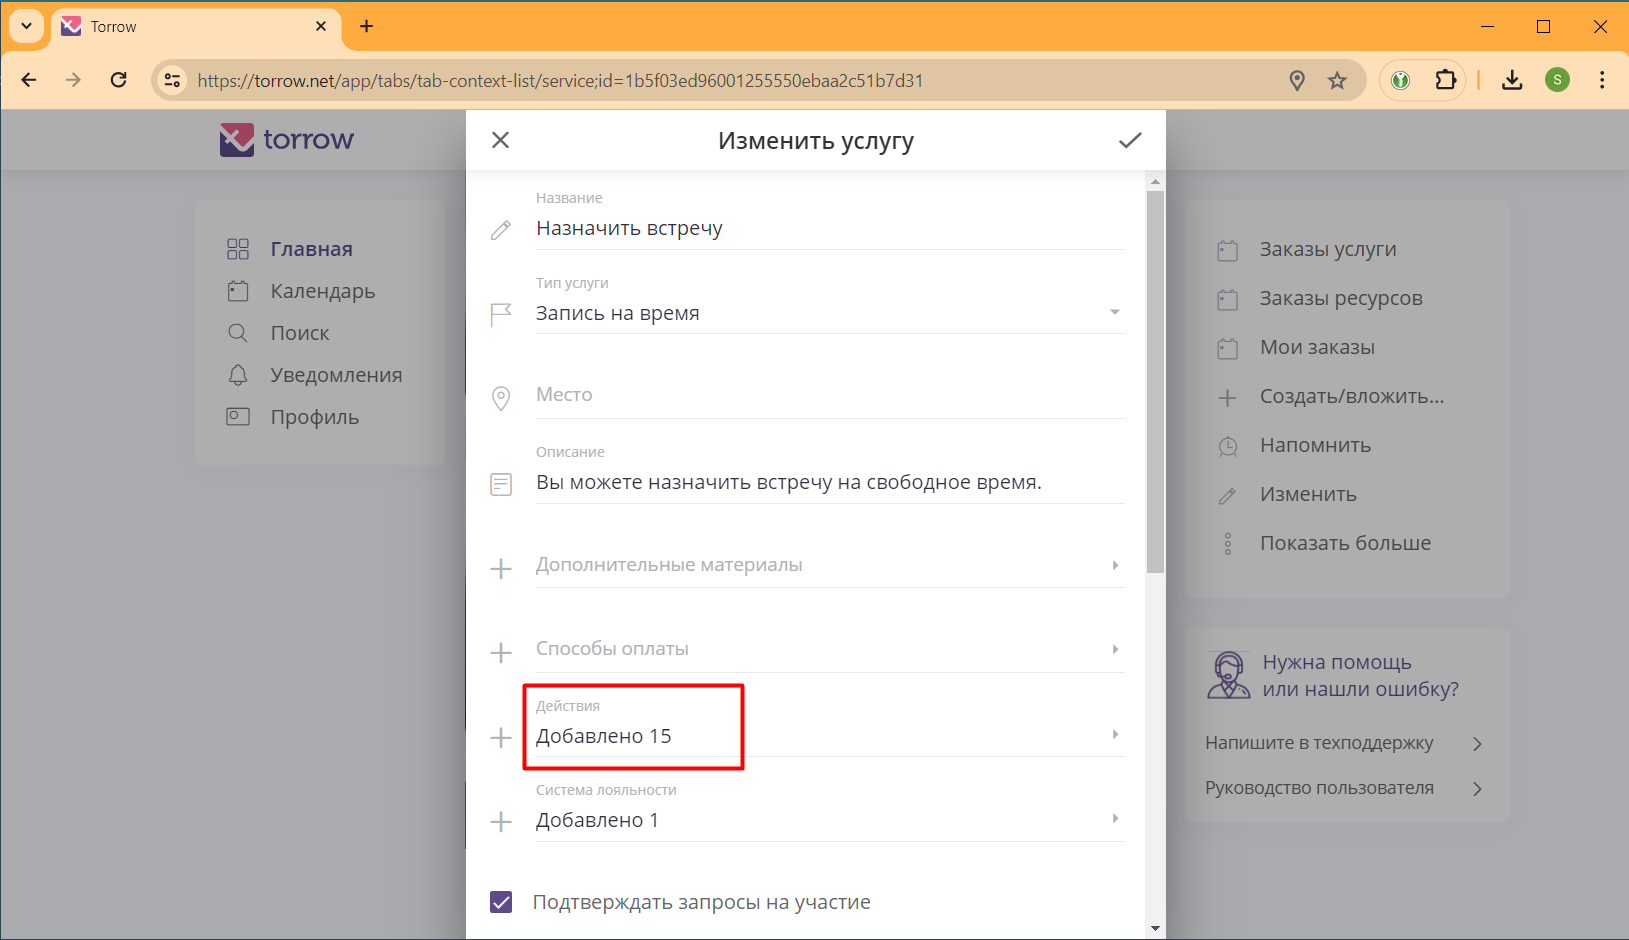 Torrow
https://torrow.net/app/tabs/tab-context-list/service;id=1b5f03ed96001255550ebaa2c51b7d31
S
torrow
Главная
Календарь
Поиск
Уведомления
Профиль
Изменить услугу
Название
Назначить встречу
Тип услуги
Запись на время
Место
Описание
Вы можете назначить встречу на свободное время.
Дополнительные материалы
Способы оплаты
Действия
Добавлено 15
Система лояльности
Добавлено 1
Подтверждать запросы на участие
Заказы услуги
Заказы ресурсов
Мои заказы
Создать/вложить...
Напомнить
Изменить
Показать больше
Нужна помощь
или нашли ошибку?
Напишите в техподдержку
Руководство пользователя